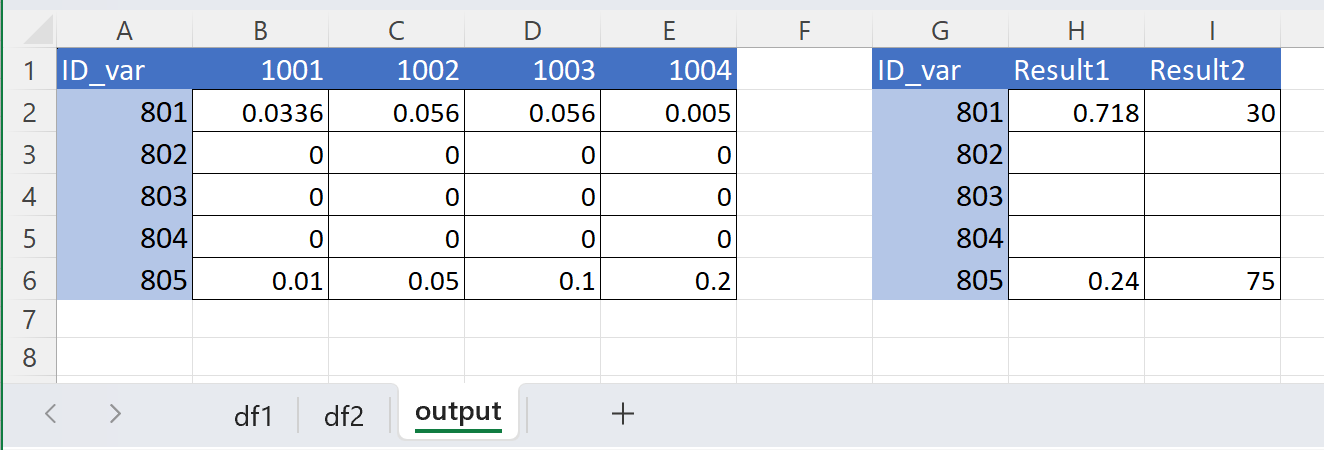 A B C D E F G H I
1 ID_var 1001 1002 1003 1004 ID_var Result1 Result2
2 801 0.0336 0.056 0.056 0.005 801 0.718 30
3 802 0 0 0 0 802
4 803 0 0 0 0 803
5 804 0 0 0 0 804
6 805 0.01 0.05 0.1 0.2 805 0.24 75
7
8
df1 df2 output +